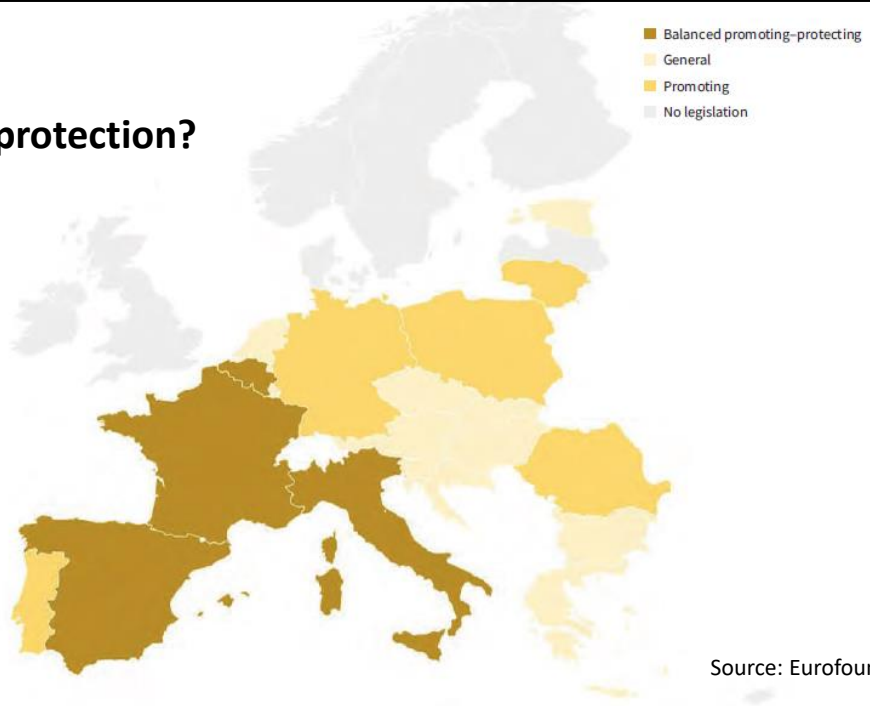 Balanced promoting–protecting
General
Promoting
No legislation
protection?
Source: Eurofour